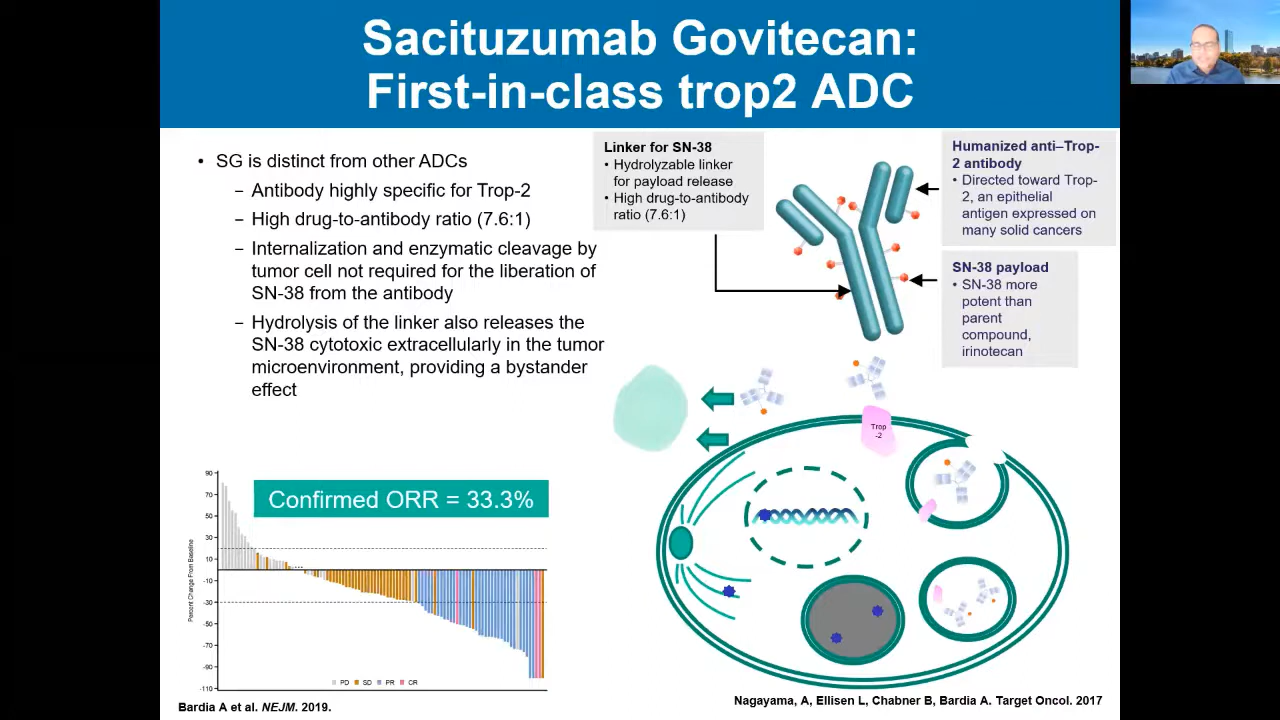 Sacituzumab Govitecan:
First-in-class trop2 ADC
• SG is distinct from other ADCs
– Antibody highly specific for Trop-2
– High drug-to-antibody ratio (7.6:1)
– Internalization and enzymatic cleavage by
tumor cell not required for the liberation of
SN-38 from the antibody
– Hydrolysis of the linker also releases the
SN-38 cytotoxic extracellularly in the tumor
microenvironment, providing a bystander
effect
Linker for SN-38
• Hydrolyzable linker
for payload release
• High drug-to-antibody
ratio (7.6:1)
Humanized anti–Trop-
2 antibody
• Directed toward Trop-
2, an epithelial
antigen expressed on
many solid cancers
SN-38 payload
• SN-38 more
potent than
parent
compound,
irinotecan
Trop
-2
Confirmed ORR = 33.3%
Percent Change From Baseline
90
70
50
30
10
-10
-30
-50
-70
-90
-110
PD SD PR CR
Bardia A et al. NEJM. 2019.
Nagayama, A, Ellisen L, Chabner B, Bardia A. Target Oncol. 2017